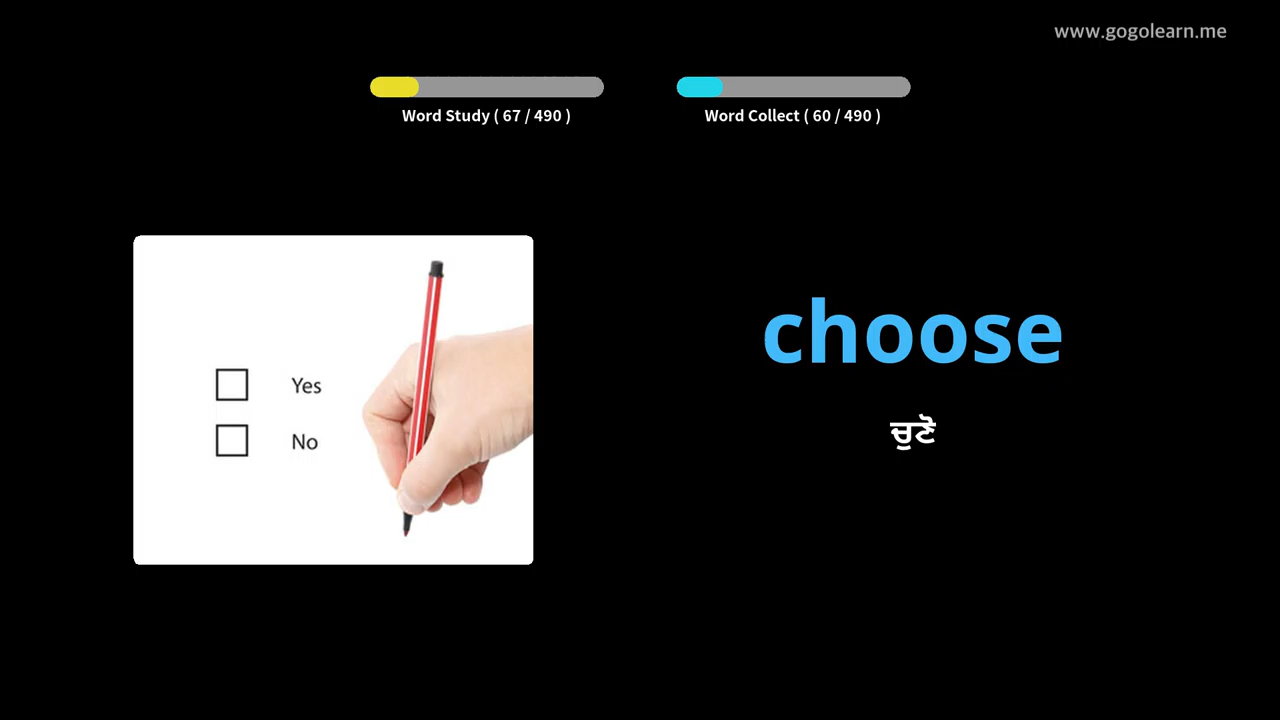 www.gogolearn.me
Word Study ( 67 / 490 )
Word Collect ( 60 / 490 )
Yes
No
choose
ਚੁਣੋ